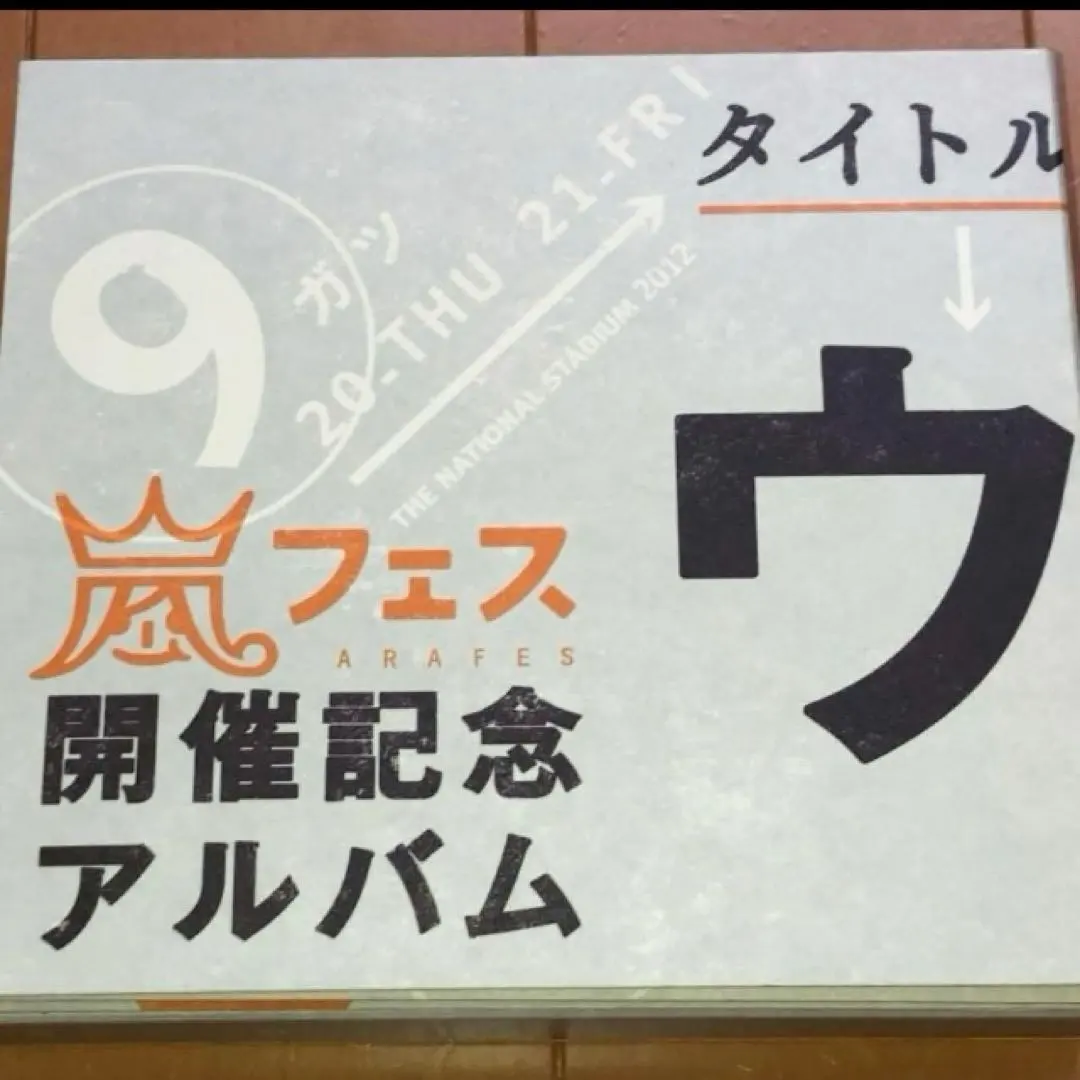 9ガツ
20-THU 21-FRI
THE NATIONAL STADIUM 2012
タイトル
ウ
嵐フェス
ARAFES
開催記念
アルバム